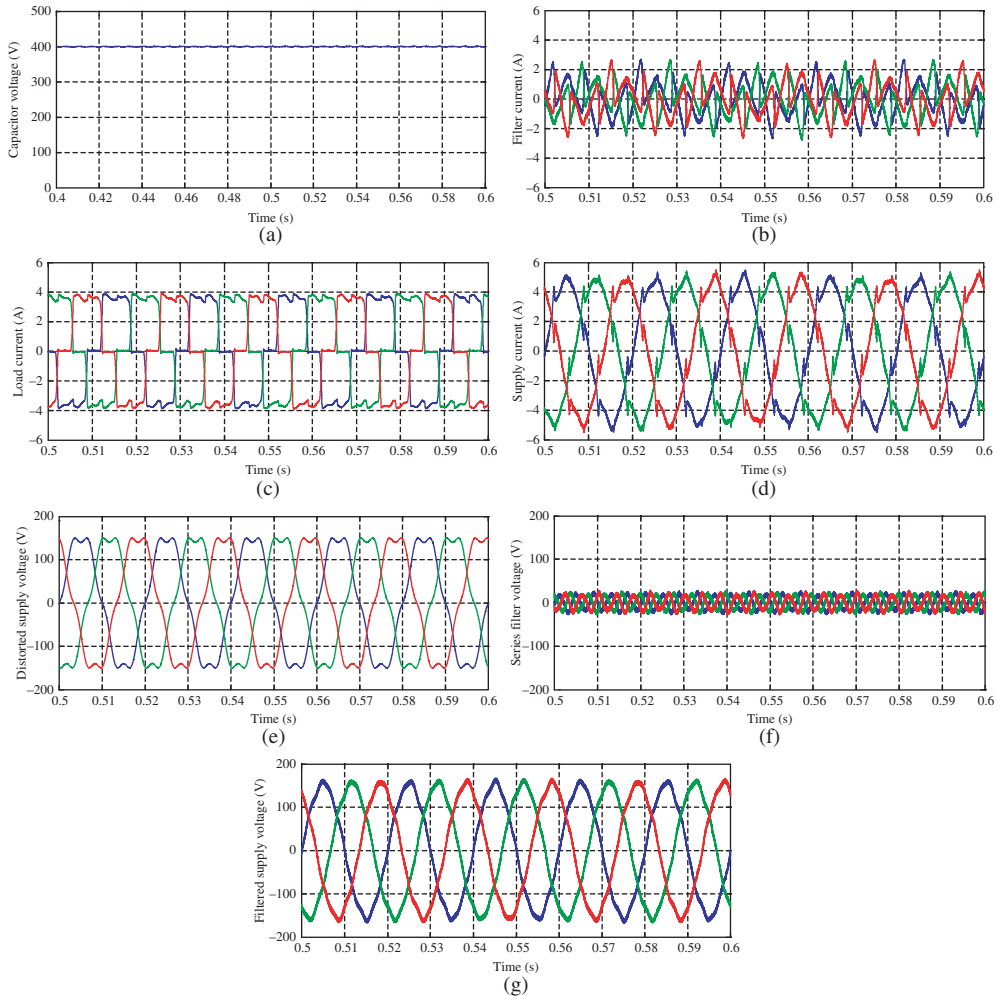 500
400
300
200
100
0
Capacitor voltage (V)
0.4 0.42 0.44 0.46 0.48 0.5 0.52 0.54 0.56 0.58 0.6
Time (s)
(a)
6
4
2
0
−2
−4
−6
Filter current (A)
0.5 0.51 0.52 0.53 0.54 0.55 0.56 0.57 0.58 0.59 0.6
Time (s)
(b)
6
4
2
0
−2
−4
−6
Load current (A)
0.5 0.51 0.52 0.53 0.54 0.55 0.56 0.57 0.58 0.59 0.6
Time (s)
(c)
6
4
2
0
−2
−4
−6
Supply current (A)
0.5 0.51 0.52 0.53 0.54 0.55 0.56 0.57 0.58 0.59 0.6
Time (s)
(d)
200
100
0
−100
−200
Distorted supply voltage (V)
0.5 0.51 0.52 0.53 0.54 0.55 0.56 0.57 0.58 0.59 0.6
Time (s)
(e)
200
100
0
−100
−200
Series filter voltage (V)
0.5 0.51 0.52 0.53 0.54 0.55 0.56 0.57 0.58 0.59 0.6
Time (s)
(f)
200
100
0
−100
−200
Filtered supply voltage (V)
0.5 0.51 0.52 0.53 0.54 0.55 0.56 0.57 0.58 0.59 0.6
Time (s)
(g)